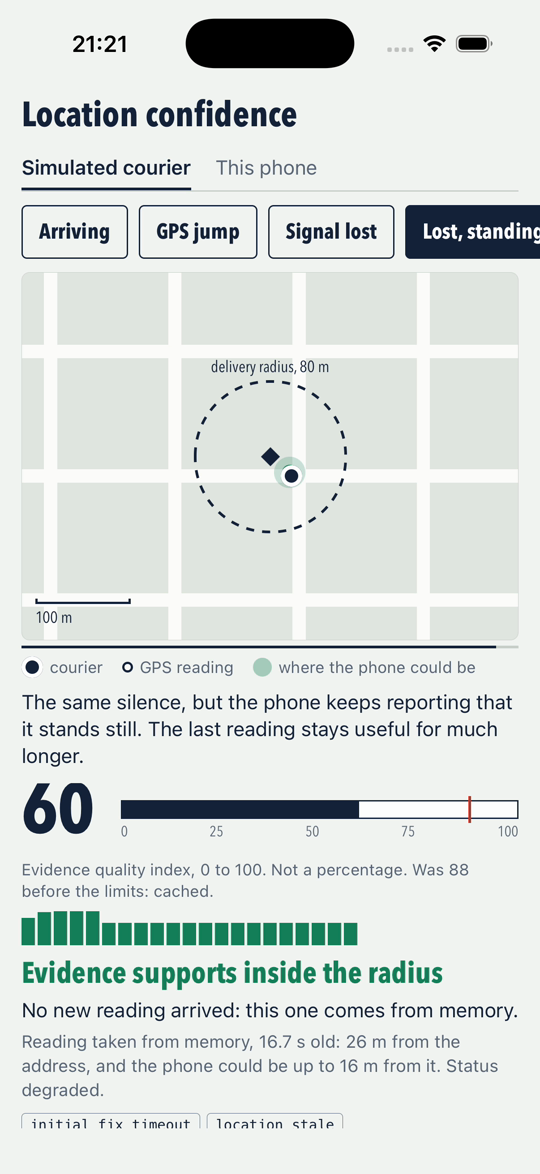 21:21
Location confidence
Simulated courier This phone
Arriving GPS jump Signal lost Lost, standing
delivery radius, 80 m
100 m
courier GPS reading where the phone could be
The same silence, but the phone keeps reporting that
it stands still. The last reading stays useful for much
longer.
60
0 25 50 75 100
Evidence quality index, 0 to 100. Not a percentage. Was 88
before the limits: cached.
Evidence supports inside the radius
No new reading arrived: this one comes from memory.
Reading taken from memory, 16.7 s old: 26 m from the
address, and the phone could be up to 16 m from it. Status
degraded.
initial fix timeout location stale